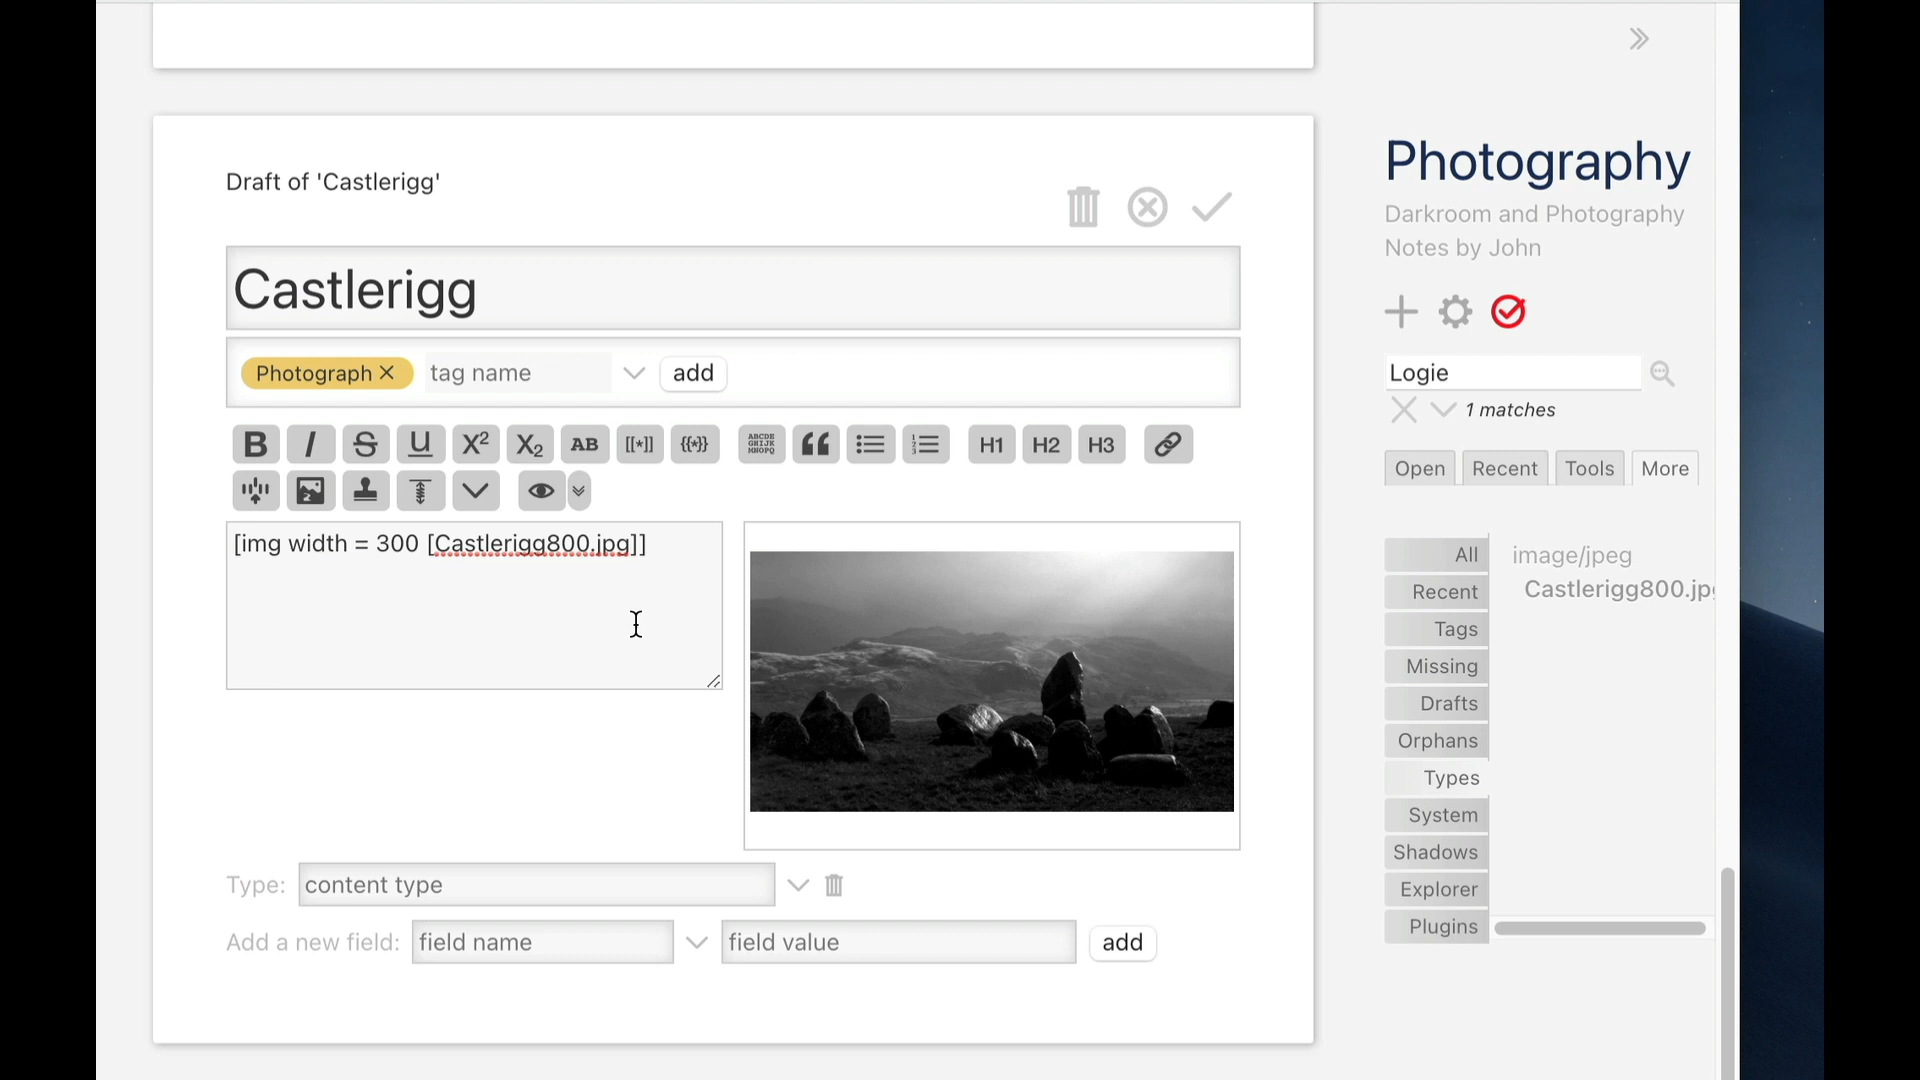 Draft of 'Castlerigg'
Castlerigg
Photograph ✕ tag name add
B I S U X² X₂ AB [[*]] {{*}} ABCDE GHIJK MNOPQ H1 H2 H3
[img width = 300 [Castlerigg800.jpg]]
Type: content type
Add a new field: field name field value add
Photography
Darkroom and Photography
Notes by John
Logie
1 matches
Open Recent Tools More
All
Recent
Tags
Missing
Drafts
Orphans
Types
System
Shadows
Explorer
Plugins
image/jpeg
Castlerigg800.jp